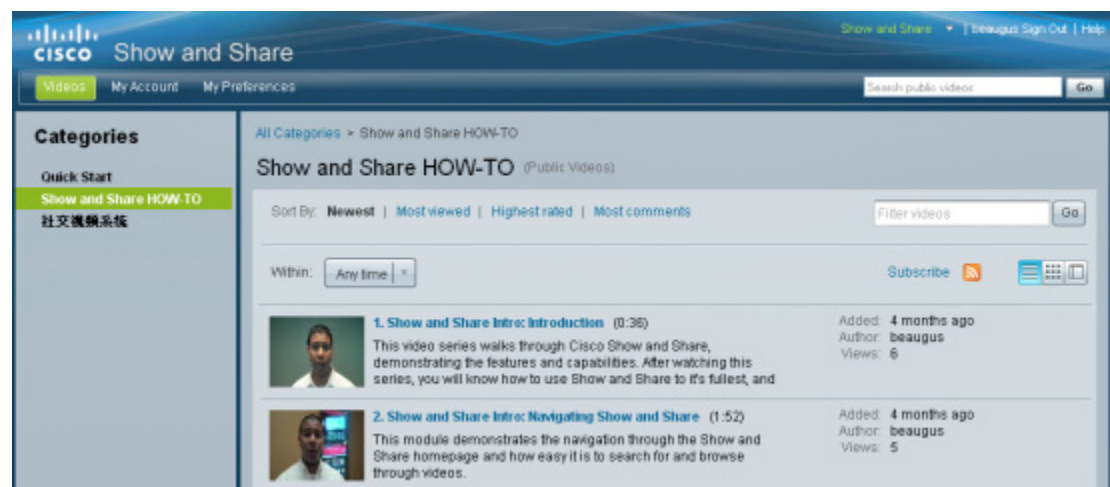 Show and Share ▾ | beaugus Sign Out | Help
CISCO Show and Share
Videos My Account My Preferences
Search public videos Go
Categories
Quick Start
Show and Share HOW-TO
社交視頻系統
All Categories > Show and Share HOW-TO
Show and Share HOW-TO (Public Videos)
Sort By: Newest | Most viewed | Highest rated | Most comments
Filter videos Go
Within: Any time
Subscribe
1. Show and Share Intro: Introduction (0:36)
This video series walks through Cisco Show and Share,
demonstrating the features and capabilities. After watching this
series, you will know how to use Show and Share to it's fullest, and
Added: 4 months ago
Author: beaugus
Views: 6
2. Show and Share Intro: Navigating Show and Share (1:52)
This module demonstrates the navigation through the Show and
Share homepage and how easy it is to search for and browse
through videos.
Added: 4 months ago
Author: beaugus
Views: 5